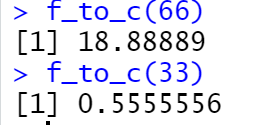 > f_to_c(66)
[1] 18.88889
> f_to_c(33)
[1] 0.5555556